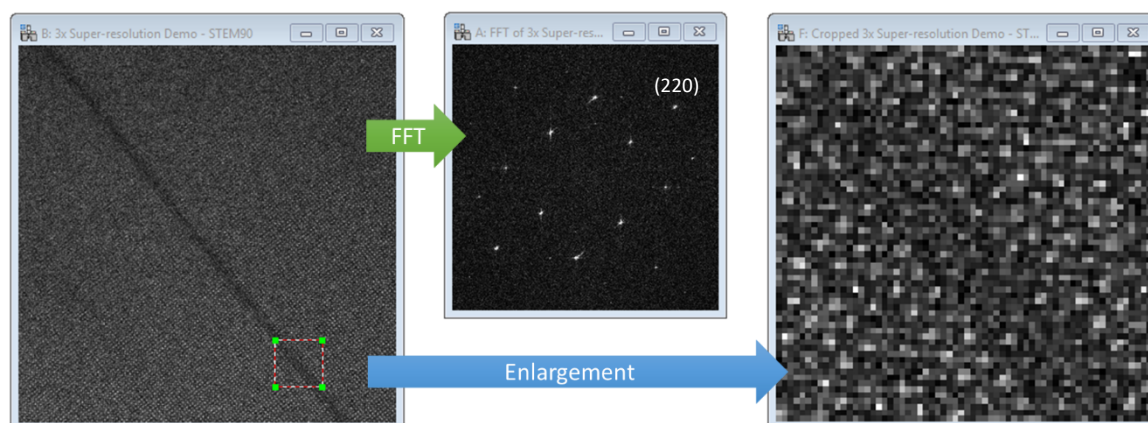 B: 3x Super-resolution Demo - STEM90
A: FFT of 3x Super-res...
F: Cropped 3x Super-resolution Demo - ST...
(220)
FFT
Enlargement